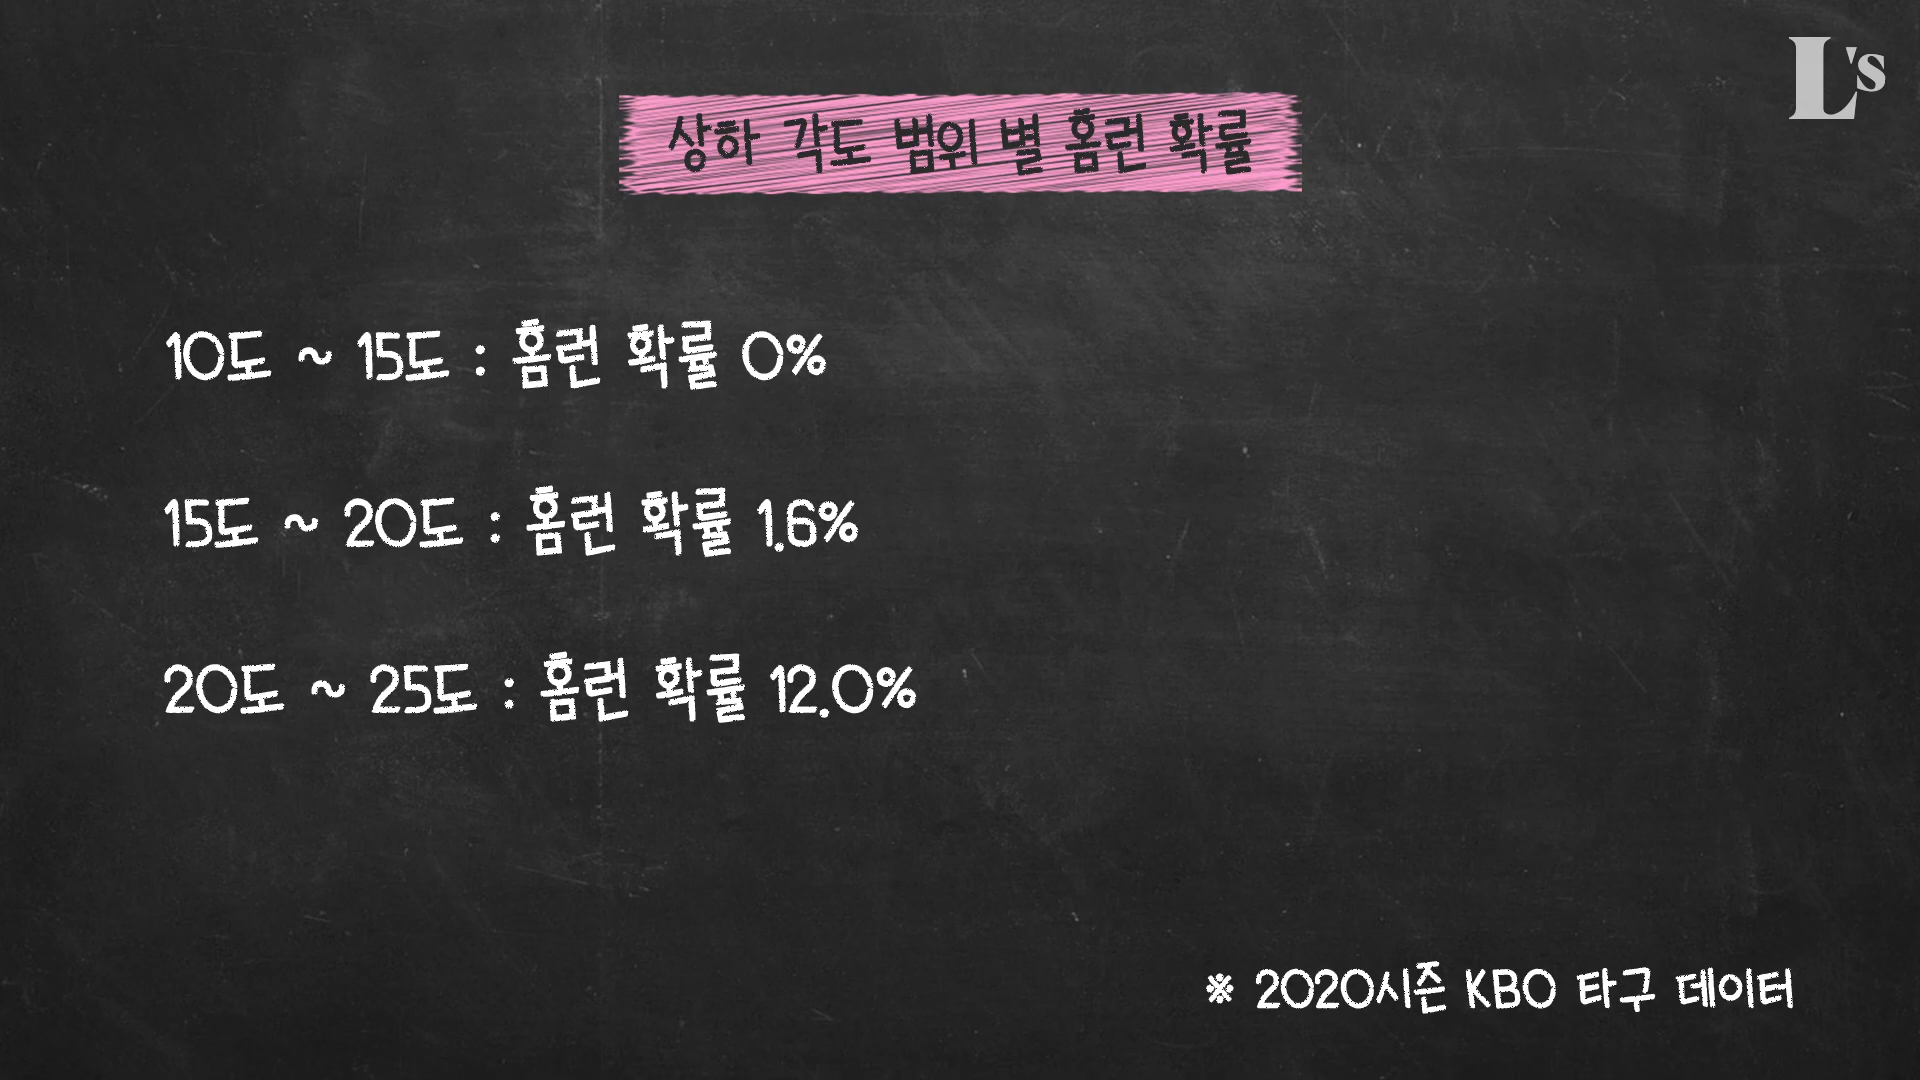 L's
상하 각도 범위 별 홈런 확률
10도 ~ 15도 : 홈런 확률 0%
15도 ~ 20도 : 홈런 확률 1.6%
20도 ~ 25도 : 홈런 확률 12.0%
※ 2020시즌 KBO 타구 데이터